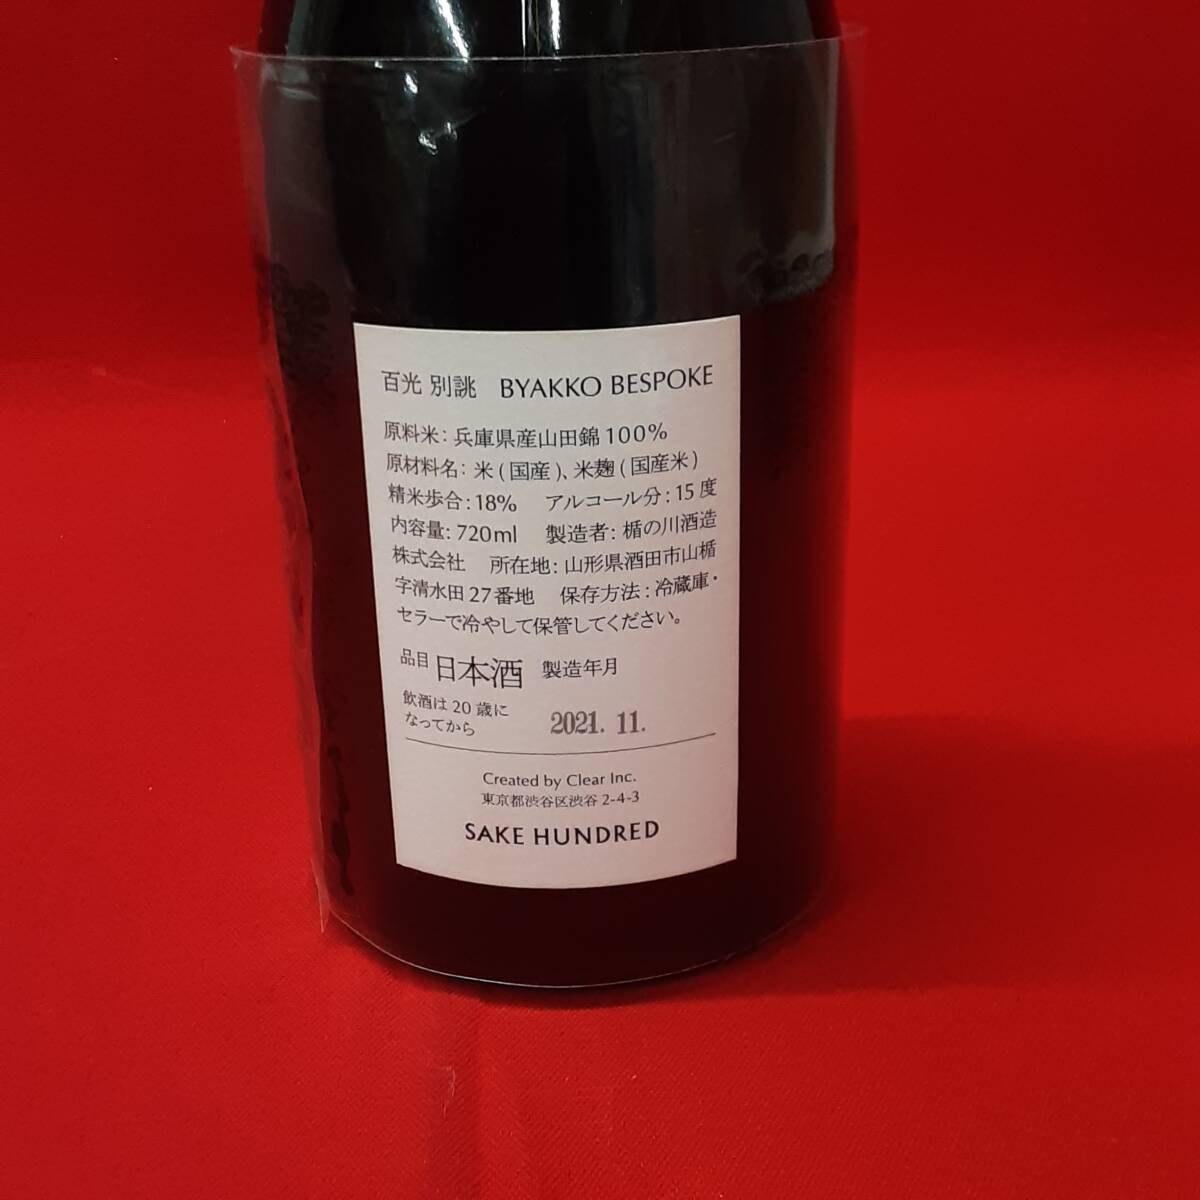 百光 別誂 BYAKKO BESPOKE
原料米: 兵庫県産山田錦100%
原材料名: 米(国産)、米麹(国産米)
精米歩合: 18% アルコール分: 15度
内容量: 720ml 製造者: 楯の川酒造
株式会社 所在地: 山形県酒田市山楯
字清水田27番地 保存方法: 冷蔵庫・
セラーで冷やして保管してください。
品目 日本酒 製造年月
飲酒は20歳に
なってから
2021. 11.
Created by Clear Inc.
東京都渋谷区渋谷 2-4-3
SAKE HUNDRED